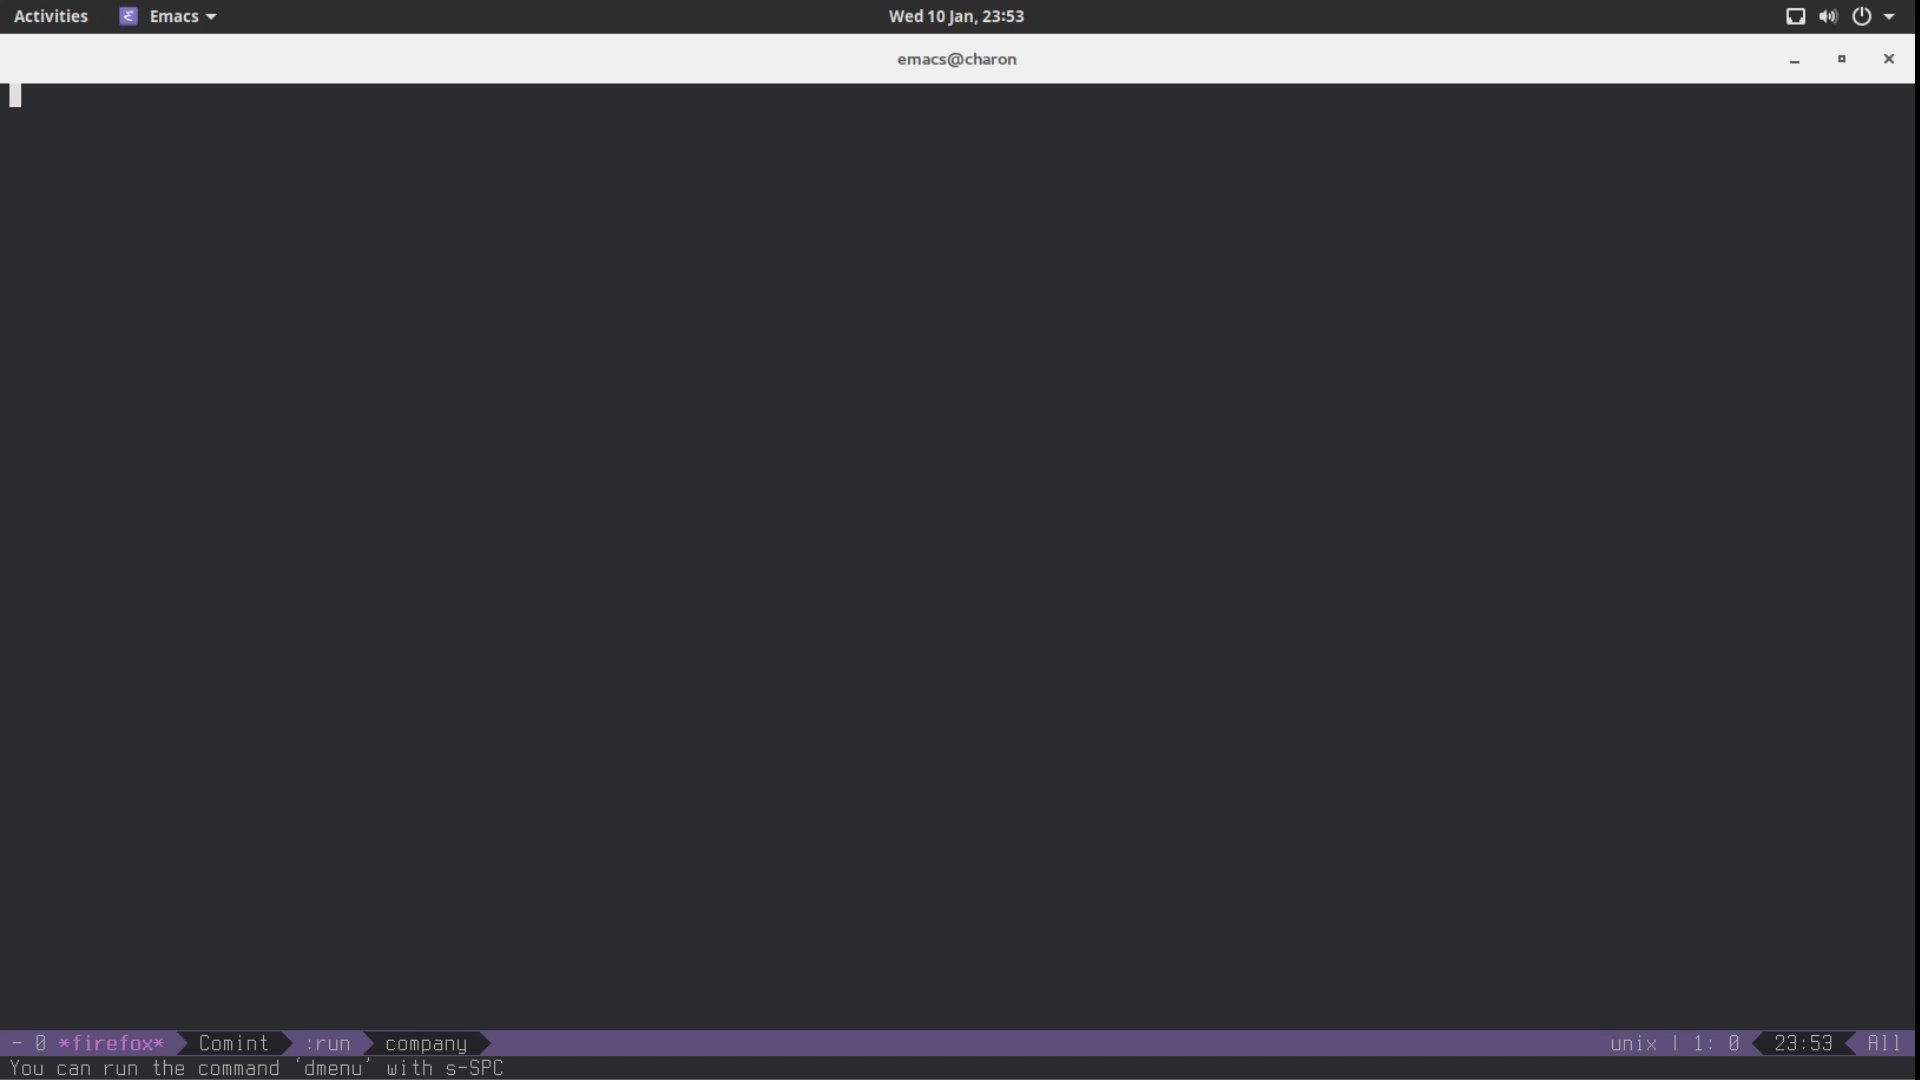 Activities Emacs Wed 10 Jan, 23:53
emacs@charon
- 0 *firefox* Comint :run company unix | 1: 0 23:53 All
You can run the command ‘dmenu’ with s-SPC